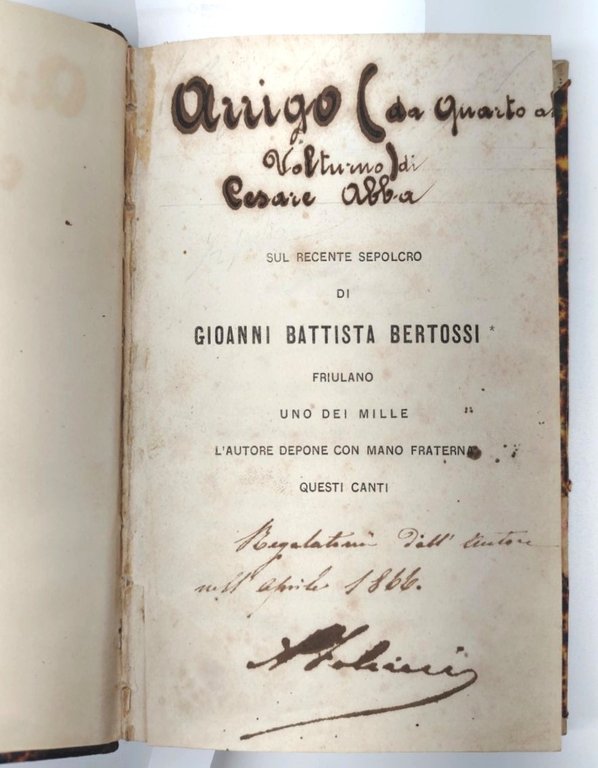 Arrigo (da Quarto al
Volturno) di
Cesare Abba
SUL RECENTE SEPOLCRO
DI
GIOANNI BATTISTA BERTOSSI *
FRIULANO
UNO DEI MILLE
L'AUTORE DEPONE CON MANO FRATERNA
QUESTI CANTI
Regalatomi dall' autore
nell' aprile 1866.